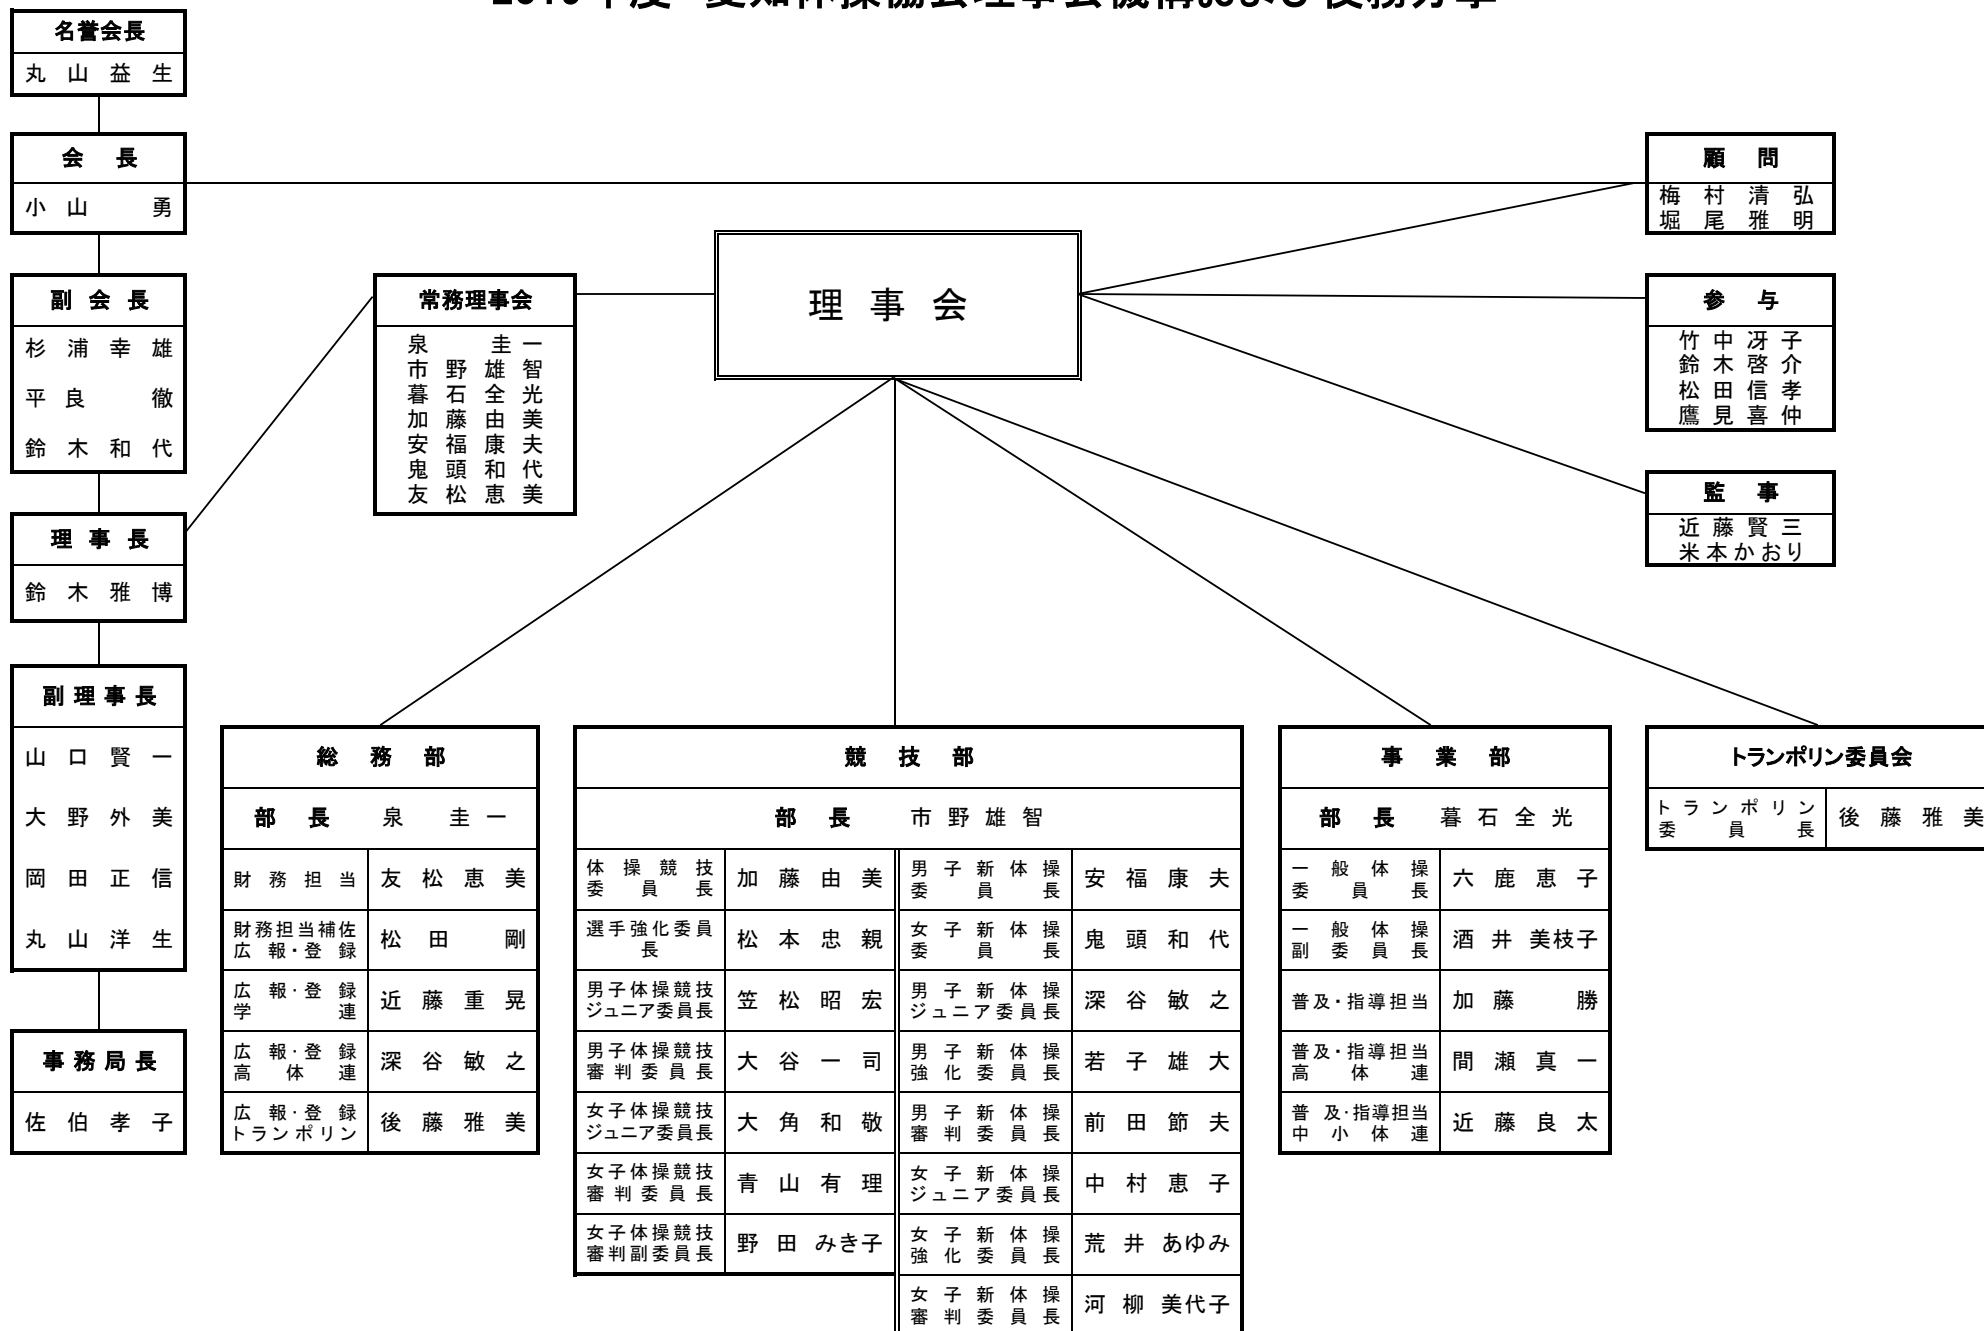 愛知体操協会理事会機構および役務分掌
名誉会長
丸山益生
会長
小山勇
副会長
杉浦幸雄
平良徹
鈴木和代
理事長
鈴木雅博
副理事長
山口賢一
大野外美
岡田正信
丸山洋生
事務局長
佐伯孝子
常務理事会
泉圭一
市野雄智
暮石全光
加藤由美
安福康夫
鬼頭和代
友松恵美
理事会
顧問
梅村清弘
堀尾雅明
参与
竹中冴子
鈴木啓介
松田信孝
鷹見喜仲
監事
近藤賢三
米本かおり
総務部
部長 泉圭一
財務担当 友松恵美
財務担当補佐
広報・登録
松田剛
広報・登録
学連
近藤重晃
広報・登録
高体連
深谷敏之
広報・登録
トランポリン
後藤雅美
競技部
部長 市野雄智
体操競技
委員長
加藤由美
選手強化委員
長
松本忠親
男子体操競技
ジュニア委員長
笠松昭宏
男子体操競技
審判委員長
大谷一司
女子体操競技
ジュニア委員長
大角和敬
女子体操競技
審判委員長
青山有理
女子体操競技
審判副委員長
野田みき子
男子新体操
委員長
安福康夫
女子新体操
委員長
鬼頭和代
男子新体操
ジュニア委員長
深谷敏之
男子新体操
強化委員長
若子雄大
男子新体操
審判委員長
前田節夫
女子新体操
ジュニア委員長
中村恵子
女子新体操
強化委員長
荒井あゆみ
女子新体操
審判委員長
河柳美代子
事業部
部長 暮石全光
一般体操
委員長
六鹿恵子
一般体操
副委員長
酒井美枝子
普及・指導担当 加藤勝
普及・指導担当
高体連
間瀬真一
普及・指導担当
中小体連
近藤良太
トランポリン委員会
トランポリン
委員長
後藤雅美